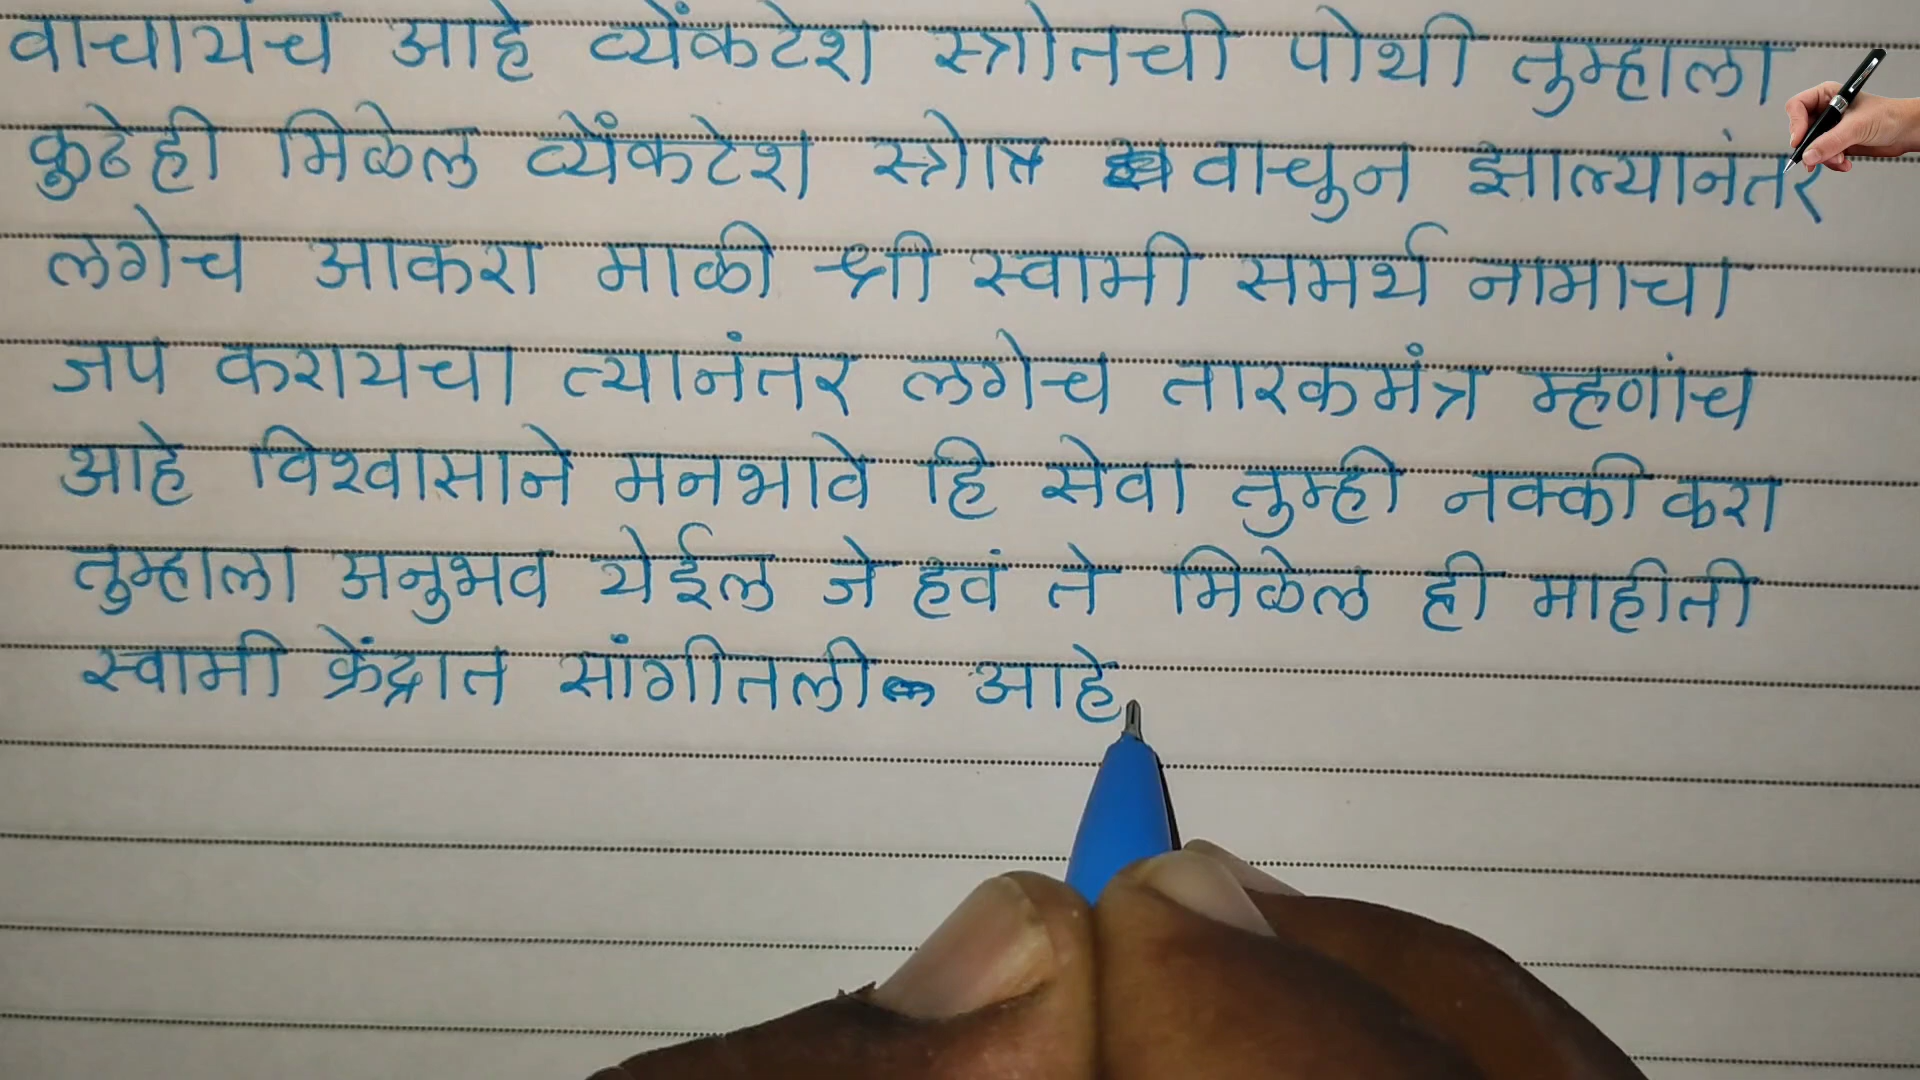 वाचायचं आहे व्यंकटेश स्त्रोतची पोथी तुम्हाला
कुठेही मिळेल व्येंकटेश स्त्रोत वाचुन झाल्यानंतर
लगेच आकरा माळी श्री स्वामी समर्थ नामाचा
जप करायचा त्यानंतर लगेच तारकमंत्र म्हणांच
आहे विश्वासाने मनभावे हि सेवा तुम्ही नक्की करा
तुम्हाला अनुभव येईल जे हवं ते मिळेल ही माहीती
स्वामी क्रेंद्रात सांगीतली आहे